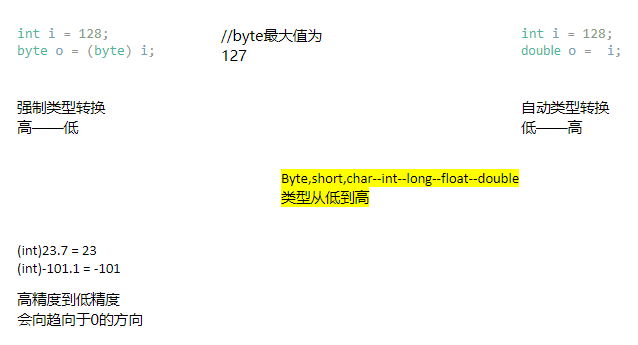 int i = 128;
byte o = (byte) i;
//byte最大值为
127
int i = 128;
double o =  i;
强制类型转换
高——低
自动类型转换
低——高
Byte,short,char--int--long--float--double
类型从低到高
(int)23.7 = 23
(int)-101.1 = -101
高精度到低精度
会向趋向于0的方向